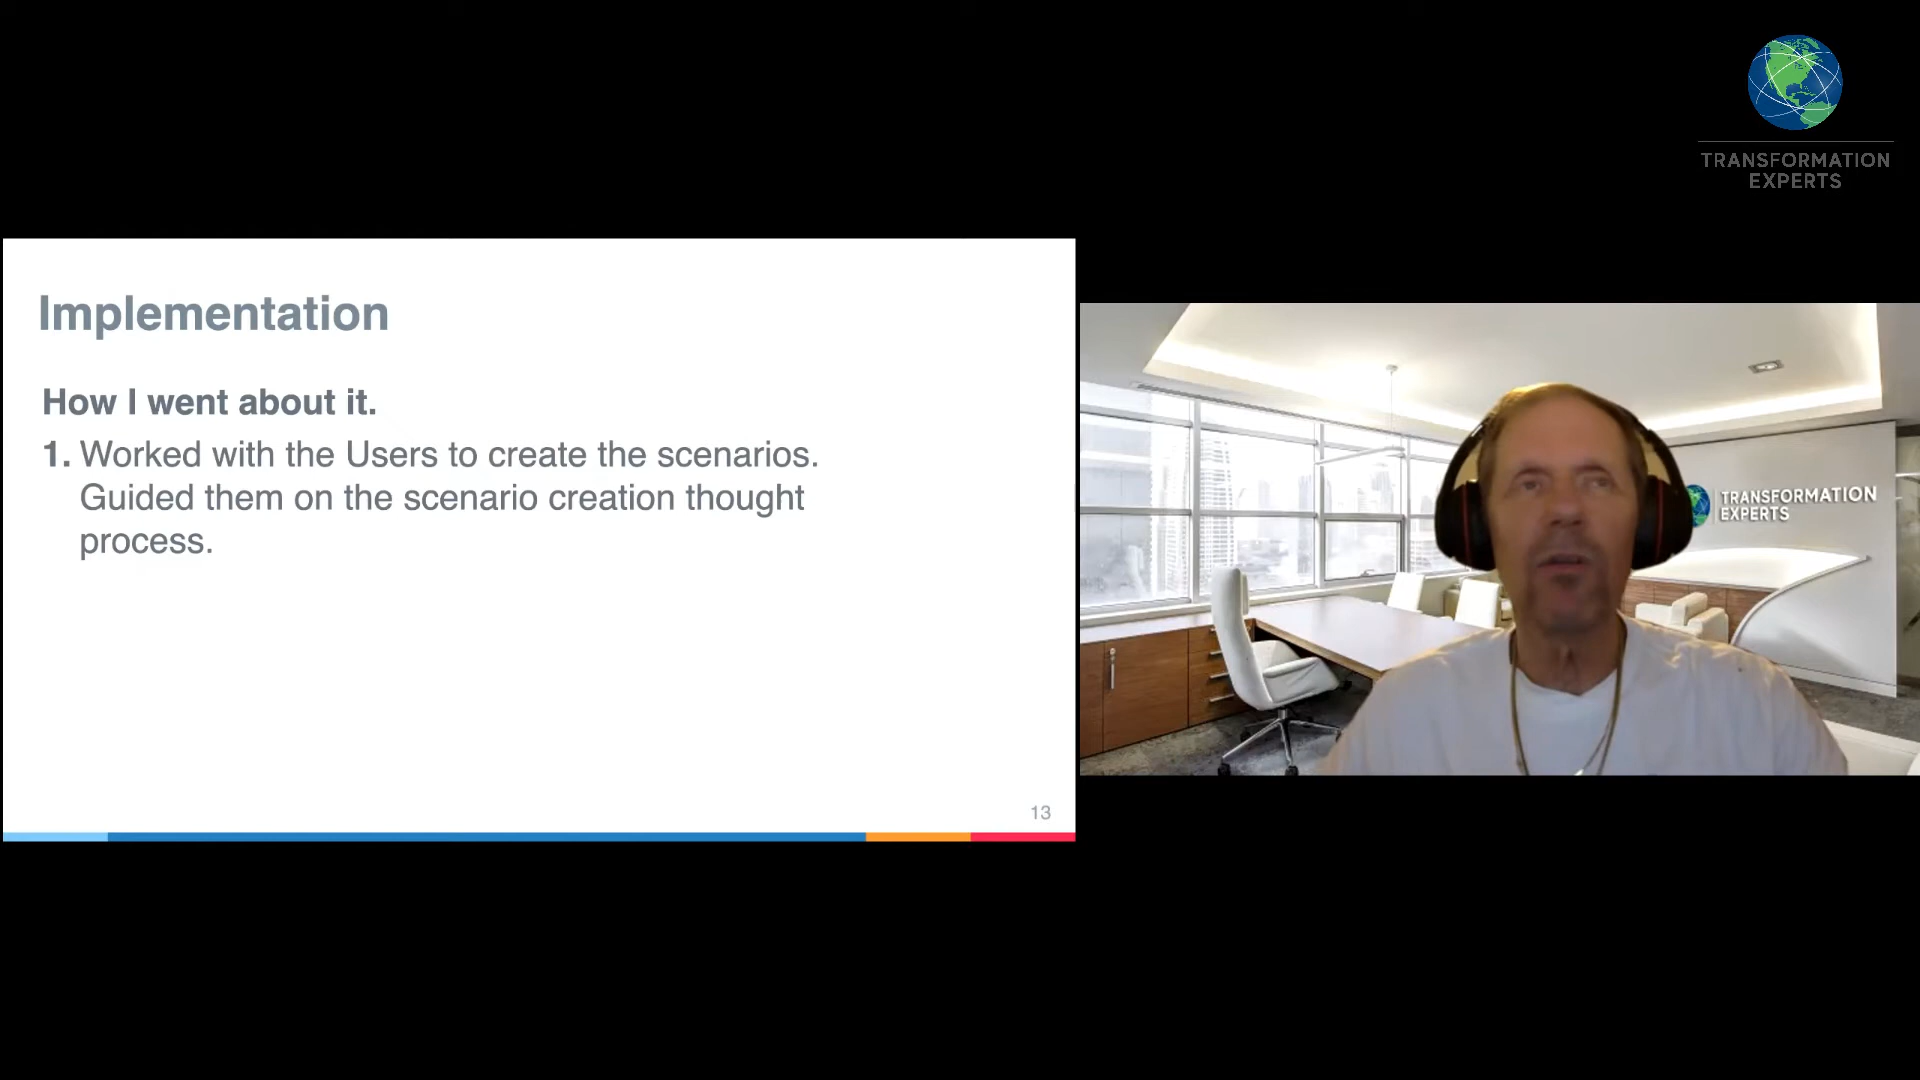 TRANSFORMATION
EXPERTS
Implementation
How I went about it.
1. Worked with the Users to create the scenarios.
Guided them on the scenario creation thought
process.
TRANSFORMATION
EXPERTS
13